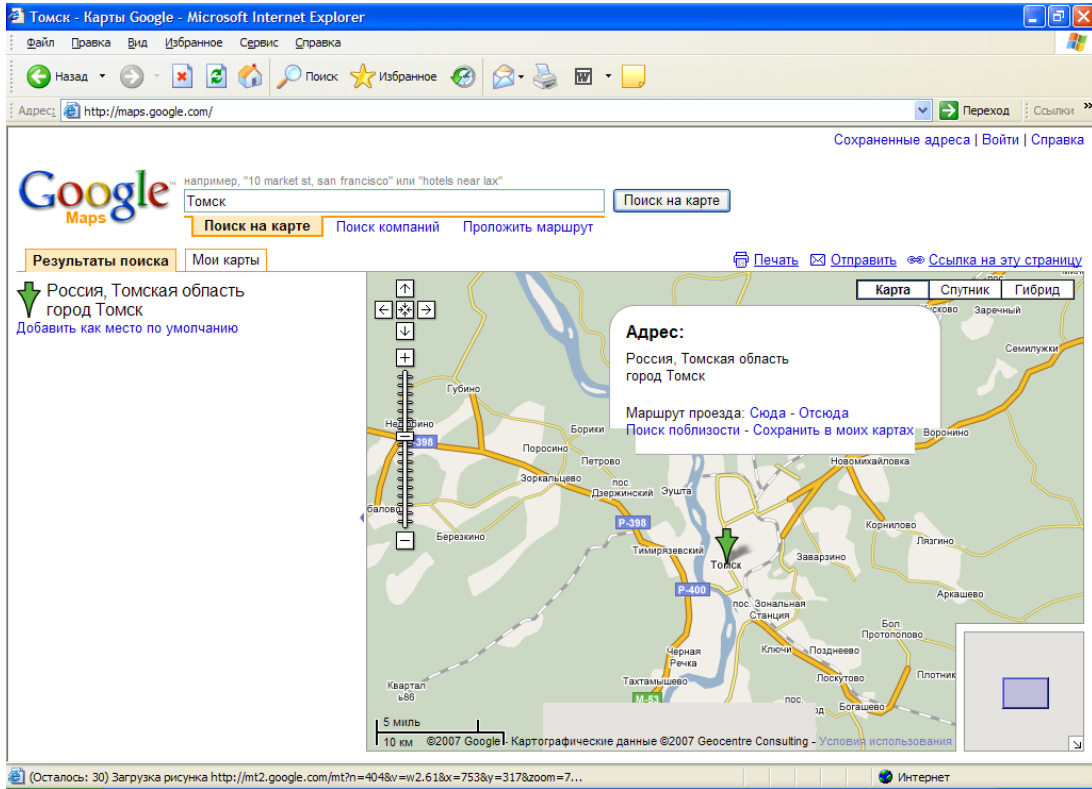 Томск - Карты Google - Microsoft Internet Explorer
Файл Правка Вид Избранное Сервис Справка
Назад Поиск Избранное
Адрес: http://maps.google.com/ Переход Ссылки »
Сохраненные адреса | Войти | Справка
Google™ Maps
например, "10 market st, san francisco" или "hotels near lax"
Томск Поиск на карте
Поиск на карте Поиск компаний Проложить маршрут
Результаты поиска Мои карты Печать Отправить Ссылка на эту страницу
Россия, Томская область
город Томск
Добавить как место по умолчанию
Карта Спутник Гибрид
Заречный
Адрес:
Россия, Томская область
город Томск
Маршрут проезда: Сюда - Отсюда
Поиск поблизости - Сохранить в моих картах
Семилужки
Губино
Борики
Воронино
Р-398
Поросино
Петрово
Новомихайловка
Зоркальцево
пос. Дзержинский
Эушта
Р-398
Корнилово
Березкино
Лязгино
Тимирязевский
Томск
Заварзино
Р-400
Аркашево
пос. Зональная
Станция
Бол.
Протопопово
Черная
Речка
Ключи
Позднеево
Тахтамышево
Лоскутово
Плотник
Квартал
ь86
М-53
пос.
Богашево
5 миль
10 км ©2007 Google - Картографические данные ©2007 Geocentre Consulting - Условия использования
(Осталось: 30) Загрузка рисунка http://mt2.google.com/mt?n=404&v=w2.61&x=753&y=317&zoom=7... Интернет